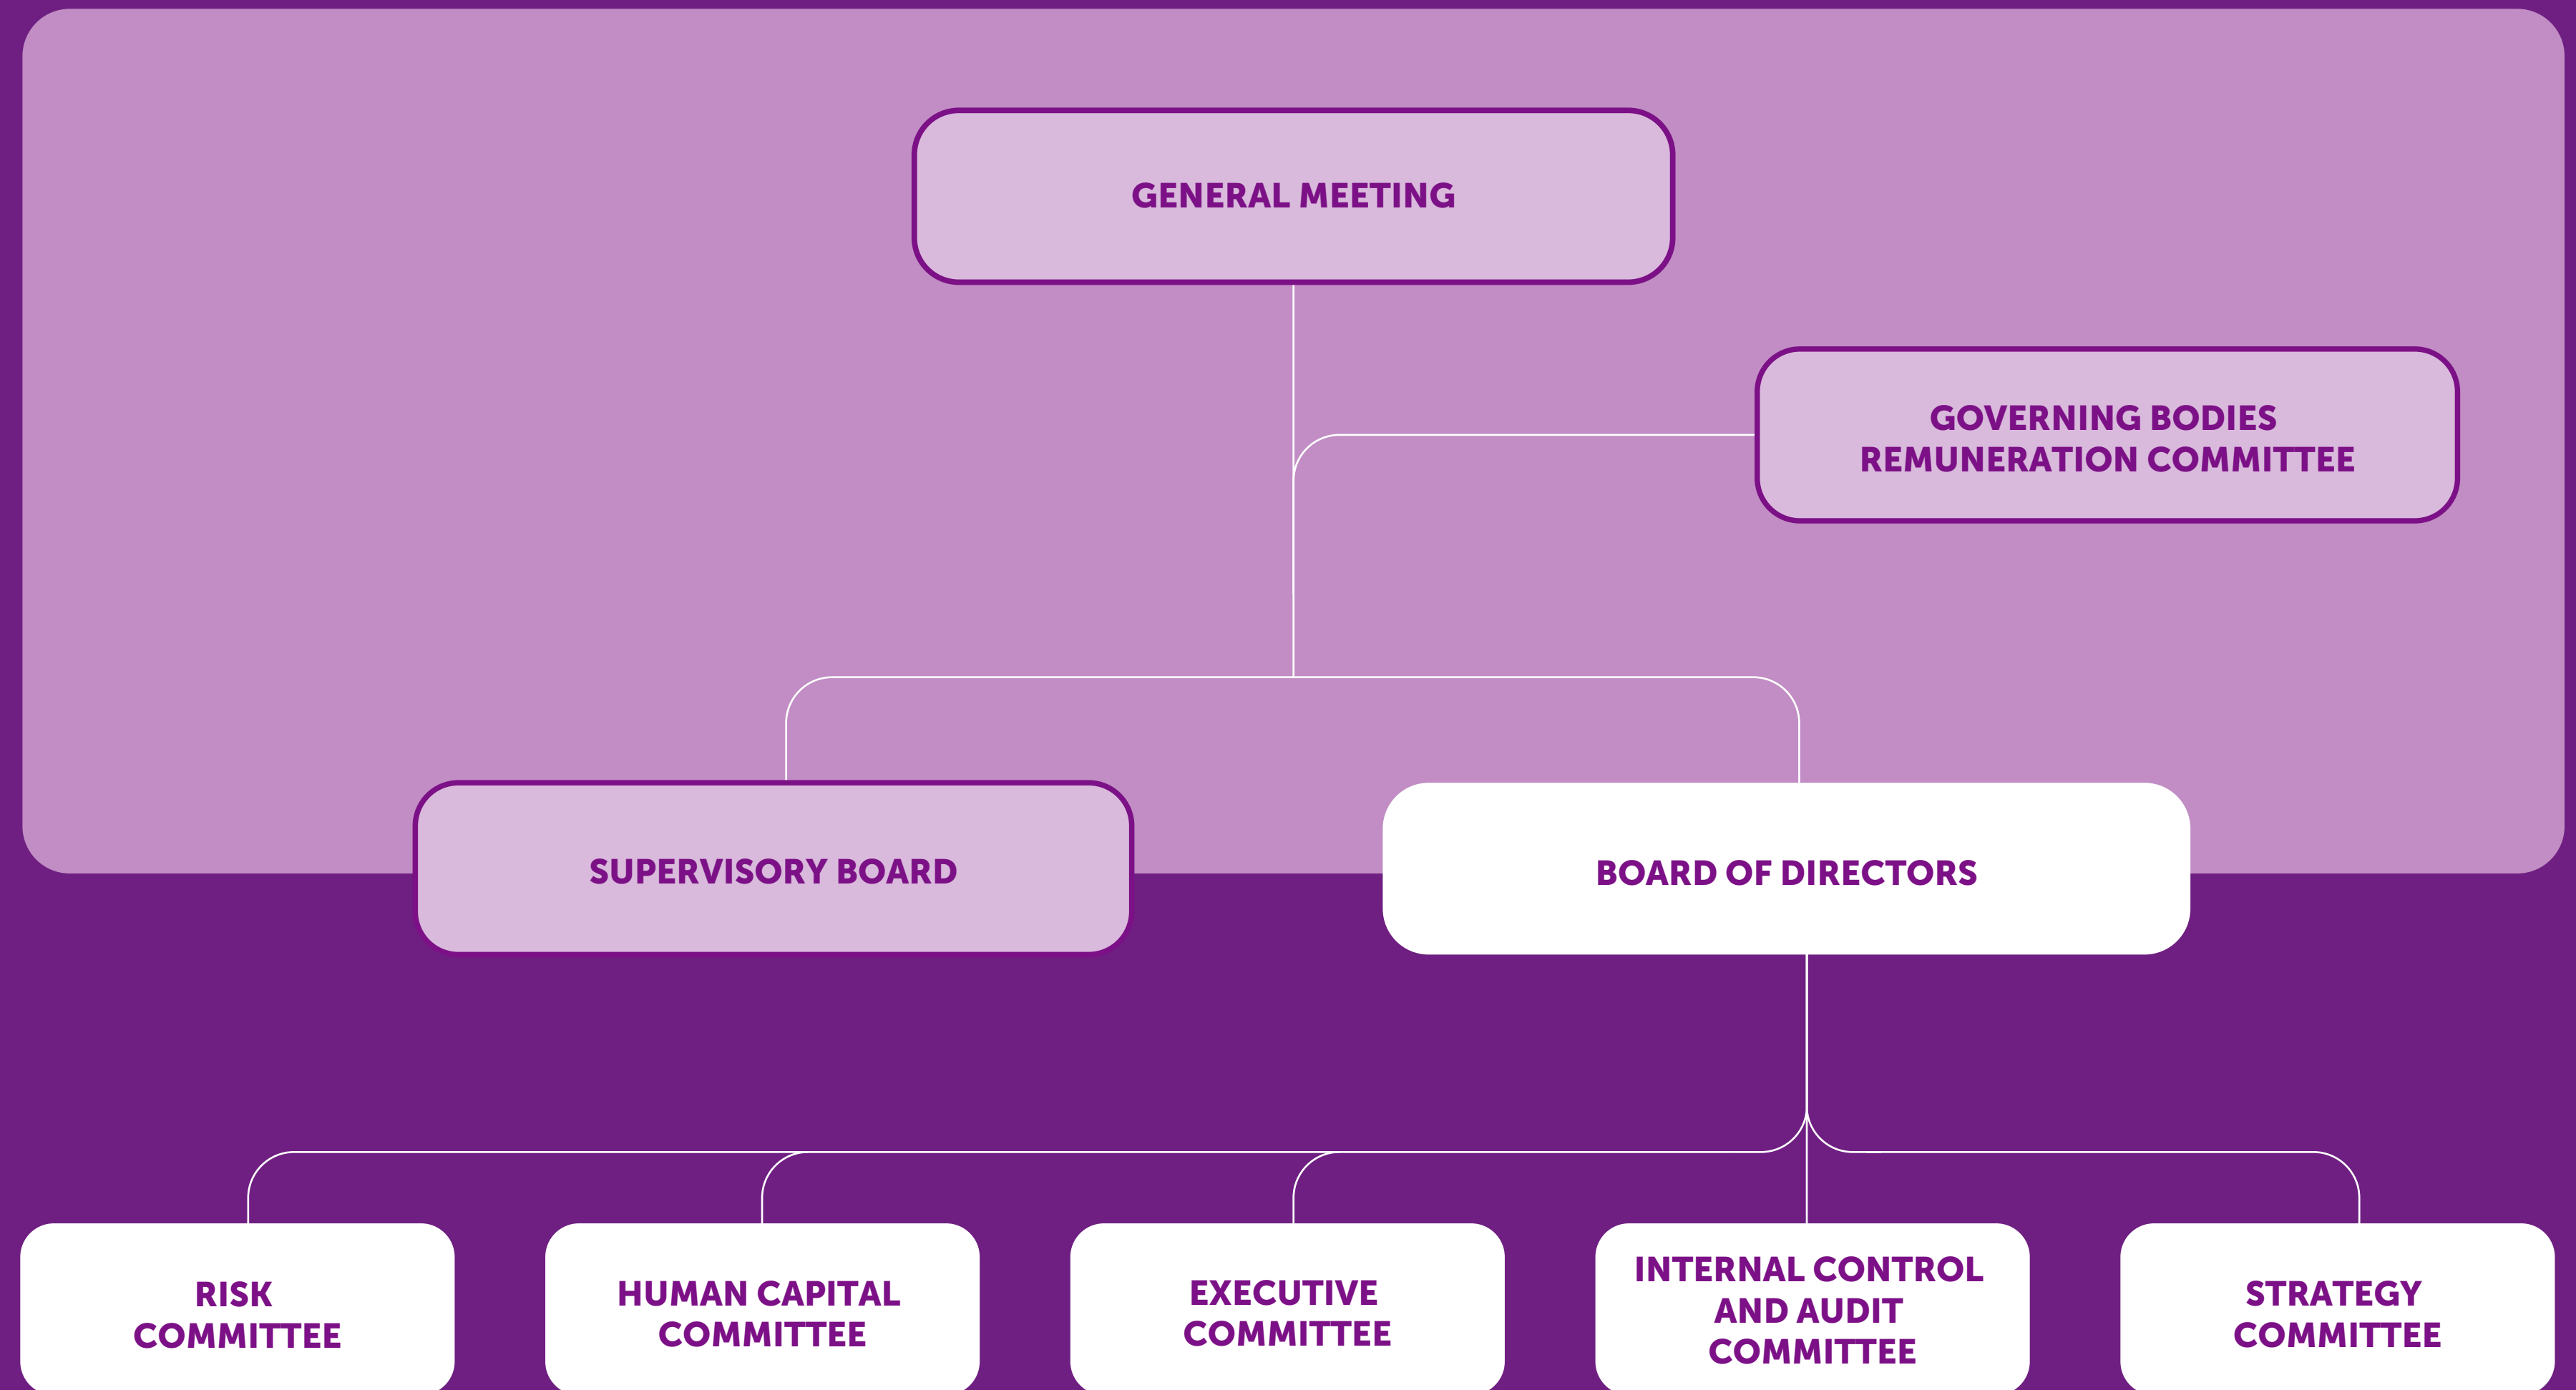 GENERAL MEETING
GOVERNING BODIES
REMUNERATION COMMITTEE
SUPERVISORY BOARD
BOARD OF DIRECTORS
RISK
COMMITTEE
HUMAN CAPITAL
COMMITTEE
EXECUTIVE
COMMITTEE
INTERNAL CONTROL
AND AUDIT
COMMITTEE
STRATEGY
COMMITTEE